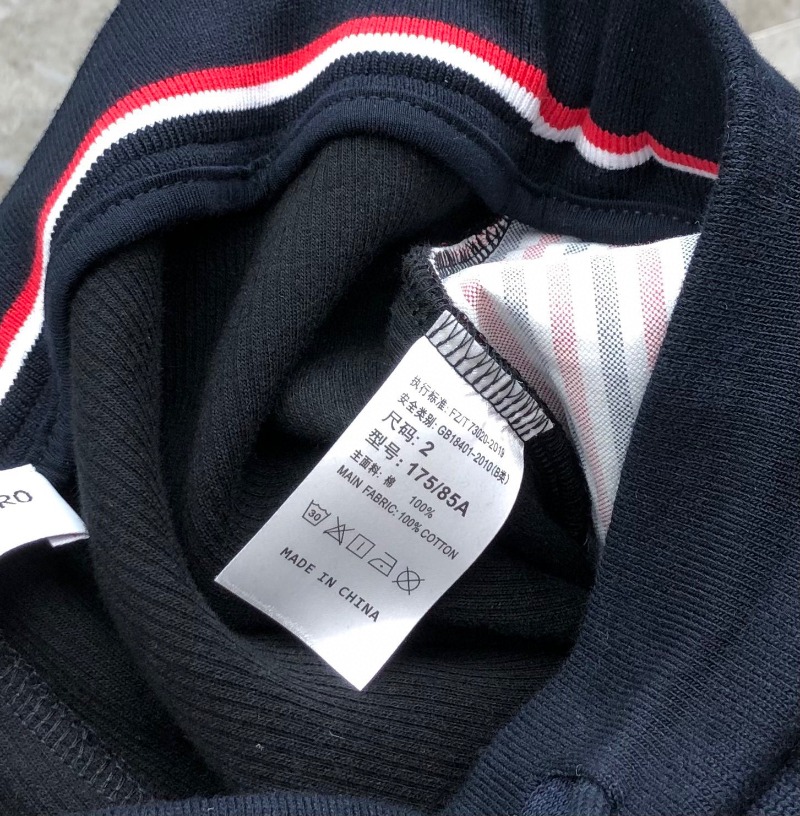 RO
执行标准: FZ/T 73020-2019
安全类别: GB18401-2010(B类)
尺码: 2
型号: 175/85A
主面料: 棉 100%
MAIN FABRIC: 100% COTTON
30
MADE IN CHINA